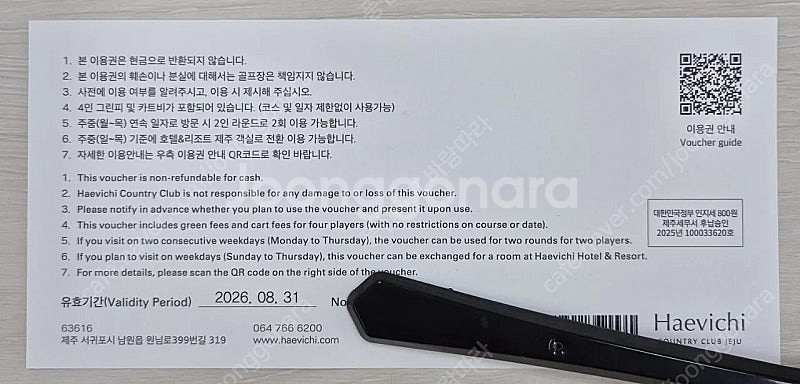 1. 본 이용권은 현금으로 반환되지 않습니다.
2. 본 이용권의 훼손이나 분실에 대해서는 골프장은 책임지지 않습니다.
3. 사전에 이용 여부를 알려주시고, 이용 시 제시해 주십시오.
4. 4인 그린피 및 카트비가 포함되어 있습니다. (코스 및 일자 제한없이 사용가능)
5. 주중(월~목) 연속 일자로 방문 시 2인 라운드로 2회 이용 가능합니다.
6. 주중(일~목) 기준에 호텔&리조트 제주 객실로 전환 이용 가능합니다.
7. 자세한 이용안내는 우측 이용권 안내 QR코드로 확인 바랍니다.
이용권 안내
Voucher guide
1. This voucher is non-refundable for cash.
2. Haevichi Country Club is not responsible for any damage to or loss of this voucher.
3. Please notify in advance whether you plan to use the voucher and present it upon use.
4. This voucher includes green fees and cart fees for four players (with no restrictions on course or date).
5. If you visit on two consecutive weekdays (Monday to Thursday), the voucher can be used for two rounds for two players.
6. If you plan to visit on weekdays (Sunday to Thursday), this voucher can be exchanged for a room at Haevichi Hotel & Resort.
7. For more details, please scan the QR code on the right side of the voucher.
대한민국정부 인지세 800원
제주세무서 후납승인
2025년 100033620호
유효기간(Validity Period) 2026. 08. 31 No
63616
제주 서귀포시 남원읍 원님로399번길 319
064 766 6200
www.haevichi.com
Haevichi
COUNTRY CLUB JEJU
Joonggonara